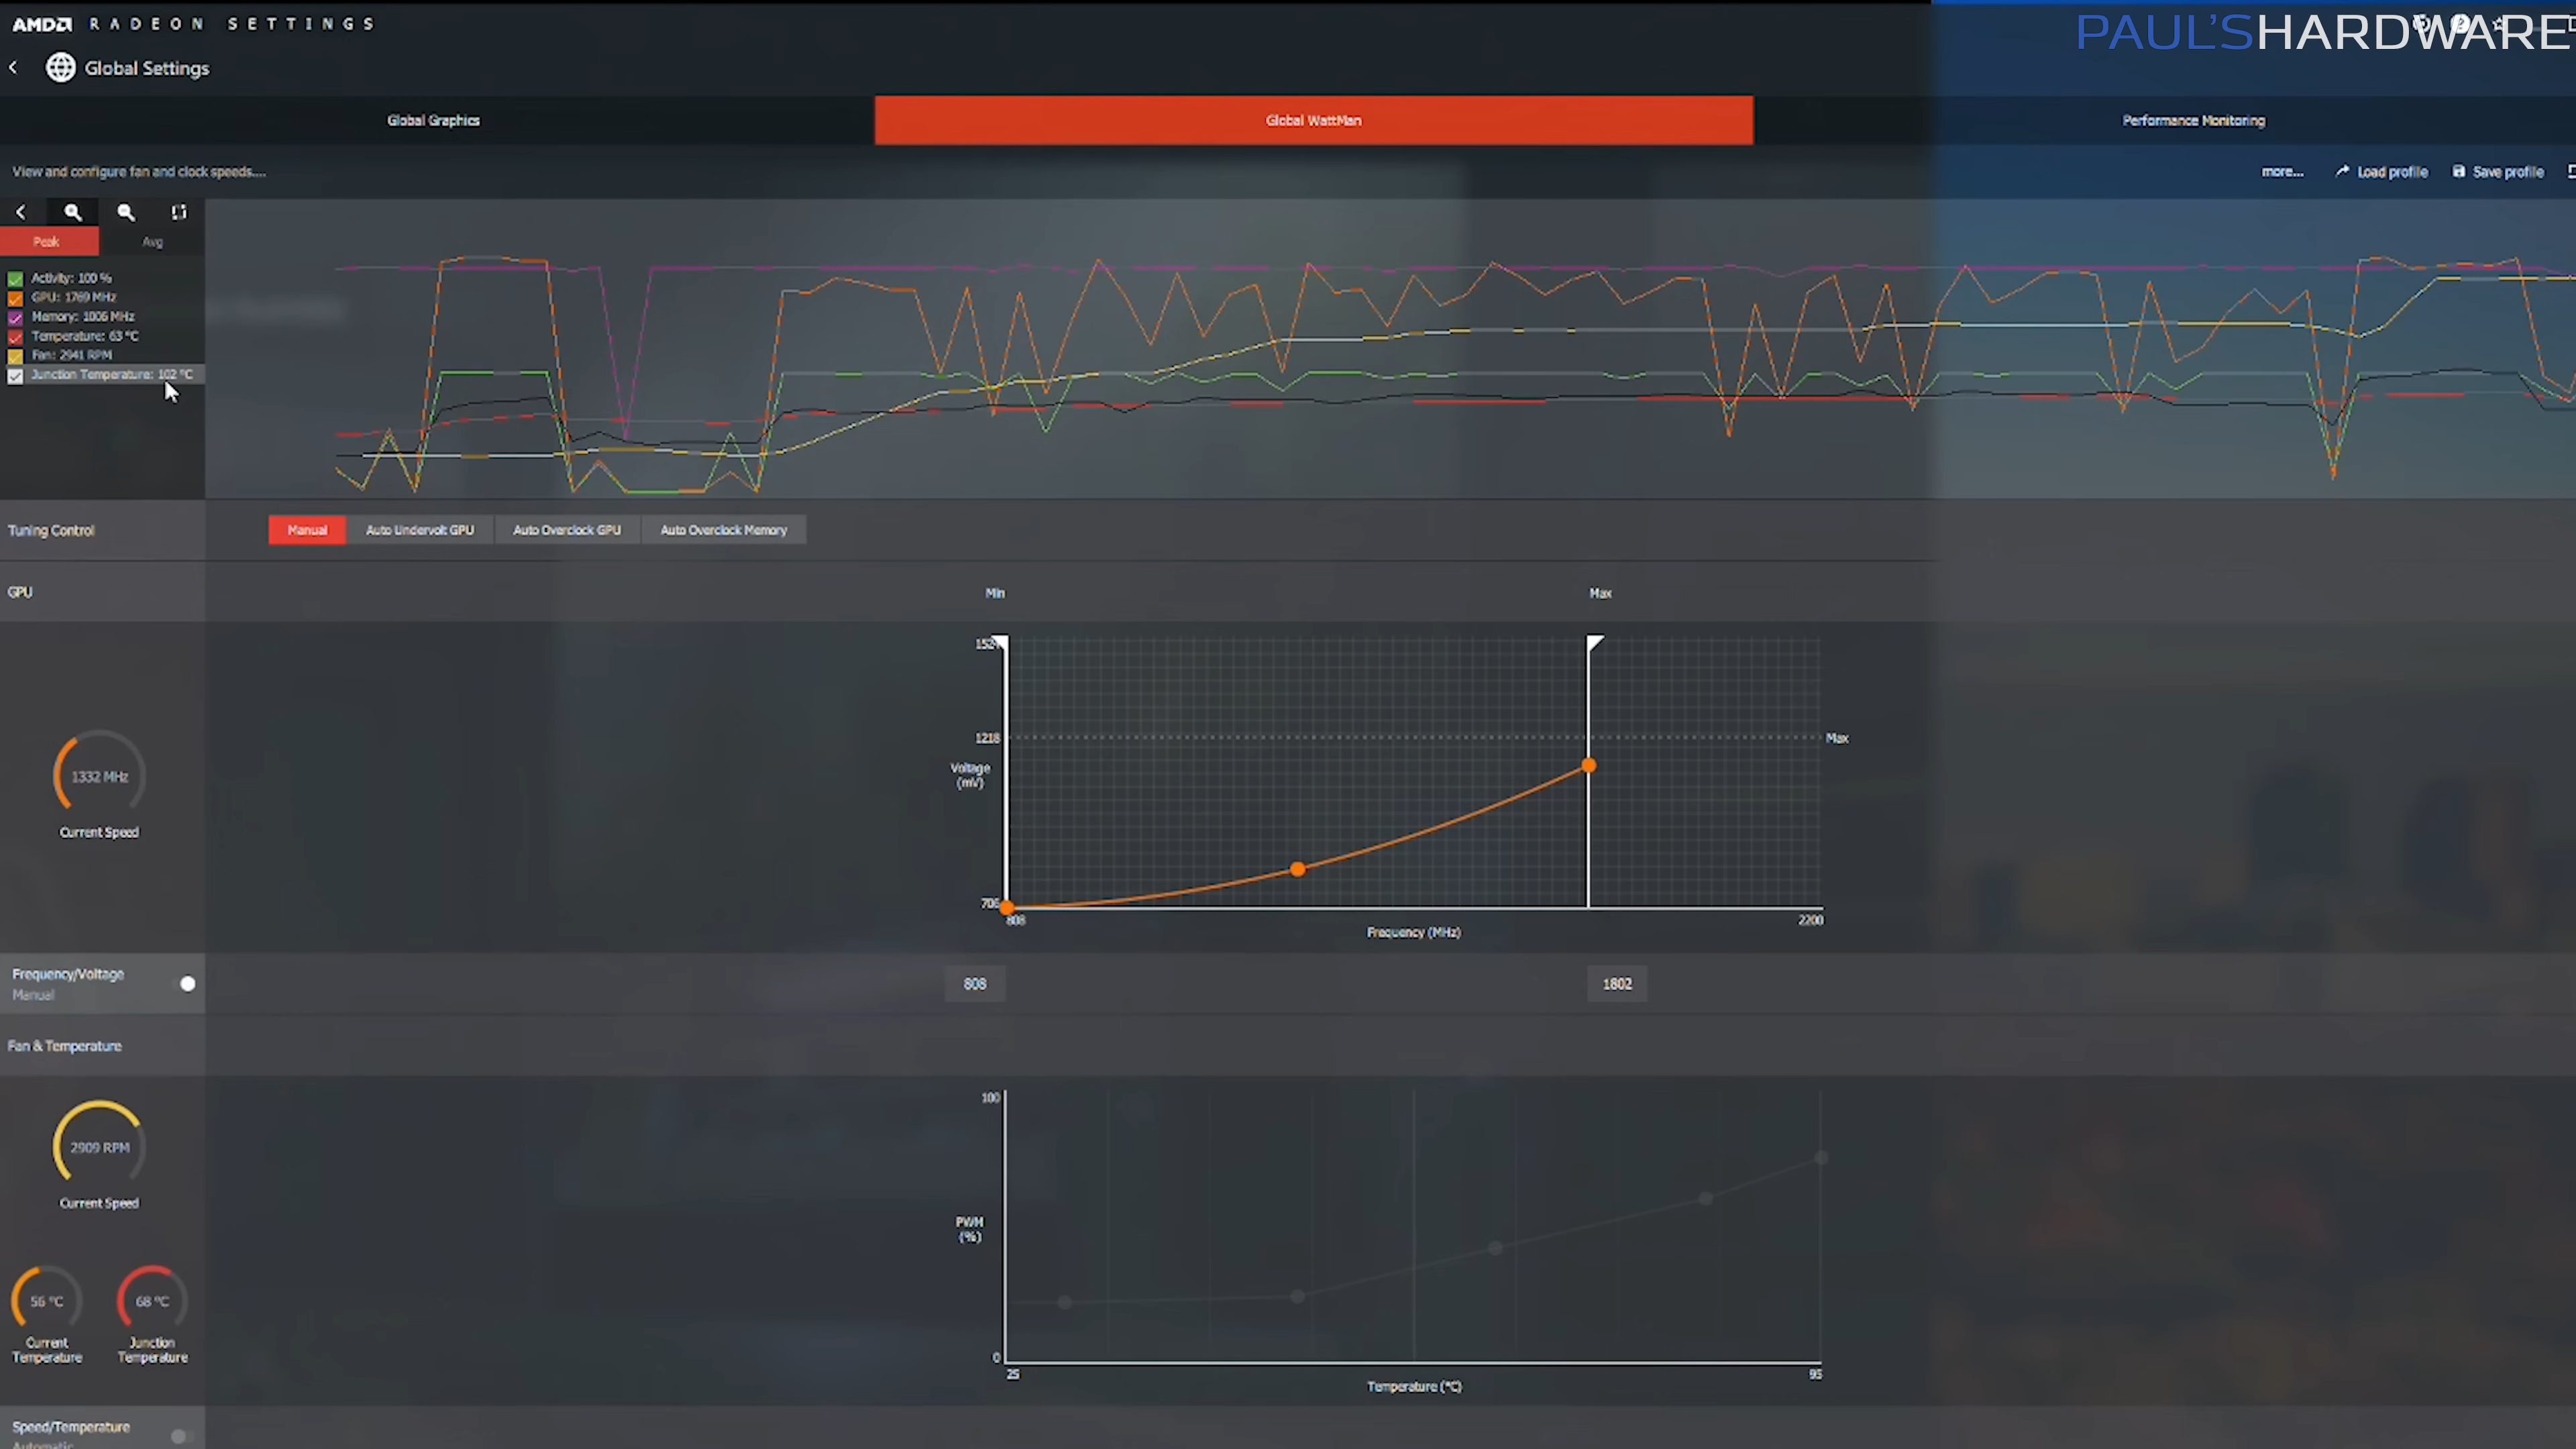 AMD RADEON SETTINGS
PAUL'SHARDWARE
Global Settings
Global Graphics
Global WattMan
Performance Monitoring
View and configure fan and clock speeds....
more...
Load profile
Save profile
Peak
Avg
Activity: 100 %
GPU: 1769 MHz
Memory: 1006 MHz
Temperature: 63 °C
Fan: 2941 RPM
Junction Temperature: 102 °C
Tuning Control
Manual
Auto Undervolt GPU
Auto Overclock GPU
Auto Overclock Memory
GPU
Min
Max
1218
Max
Voltage
(mV)
1332 MHz
Current Speed
706
808
2200
Frequency (MHz)
Frequency/Voltage
Manual
808
1802
Fan & Temperature
100
2909 RPM
Current Speed
PWM
(%)
56 °C
68 °C
Current
Temperature
Junction
Temperature
0
25
95
Temperature (°C)
Speed/Temperature
Automatic